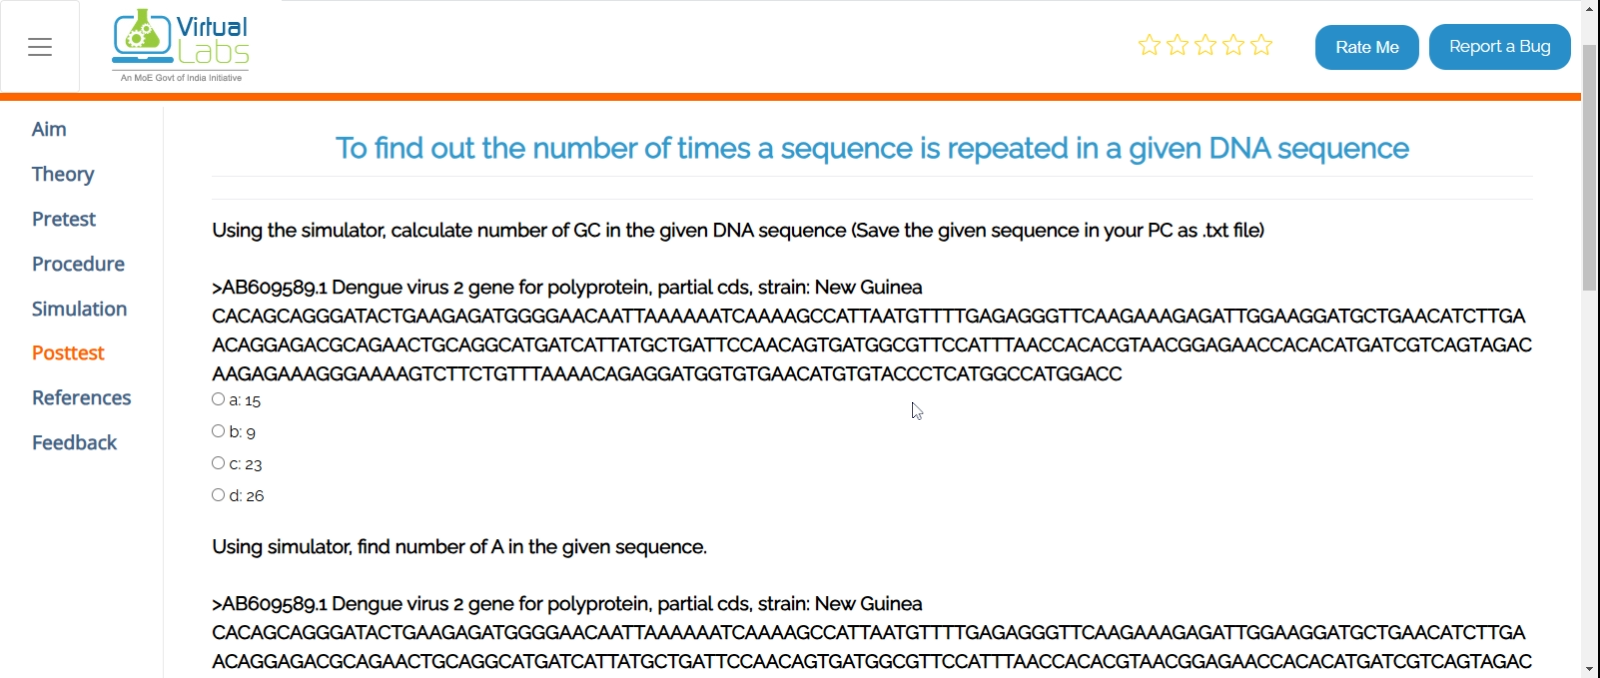 Virtual
Labs
An MoE Govt of India Initiative
Rate Me
Report a Bug
Aim
Theory
Pretest
Procedure
Simulation
Posttest
References
Feedback
To find out the number of times a sequence is repeated in a given DNA sequence
Using the simulator, calculate number of GC in the given DNA sequence (Save the given sequence in your PC as .txt file)
>AB609589.1 Dengue virus 2 gene for polyprotein, partial cds, strain: New Guinea
CACAGCAGGGATACTGAAGAGATGGGGAACAATTAAAAAATCAAAAGCCATTAATGTTTTGAGAGGGTTCAAGAAAGAGATTGGAAGGATGCTGAACATCTTGA
ACAGGAGACGCAGAACTGCAGGCATGATCATTATGCTGATTCCAACAGTGATGGCGTTCCATTTAACCACACGTAACGGAGAACCACACATGATCGTCAGTAGAC
AAGAGAAAGGGAAAAGTCTTCTGTTTAAAACAGAGGATGGTGTGAACATGTGTACCCTCATGGCCATGGACC
a: 15
b: 9
c: 23
d: 26
Using simulator, find number of A in the given sequence.
>AB609589.1 Dengue virus 2 gene for polyprotein, partial cds, strain: New Guinea
CACAGCAGGGATACTGAAGAGATGGGGAACAATTAAAAAATCAAAAGCCATTAATGTTTTGAGAGGGTTCAAGAAAGAGATTGGAAGGATGCTGAACATCTTGA
ACAGGAGACGCAGAACTGCAGGCATGATCATTATGCTGATTCCAACAGTGATGGCGTTCCATTTAACCACACGTAACGGAGAACCACACATGATCGTCAGTAGAC